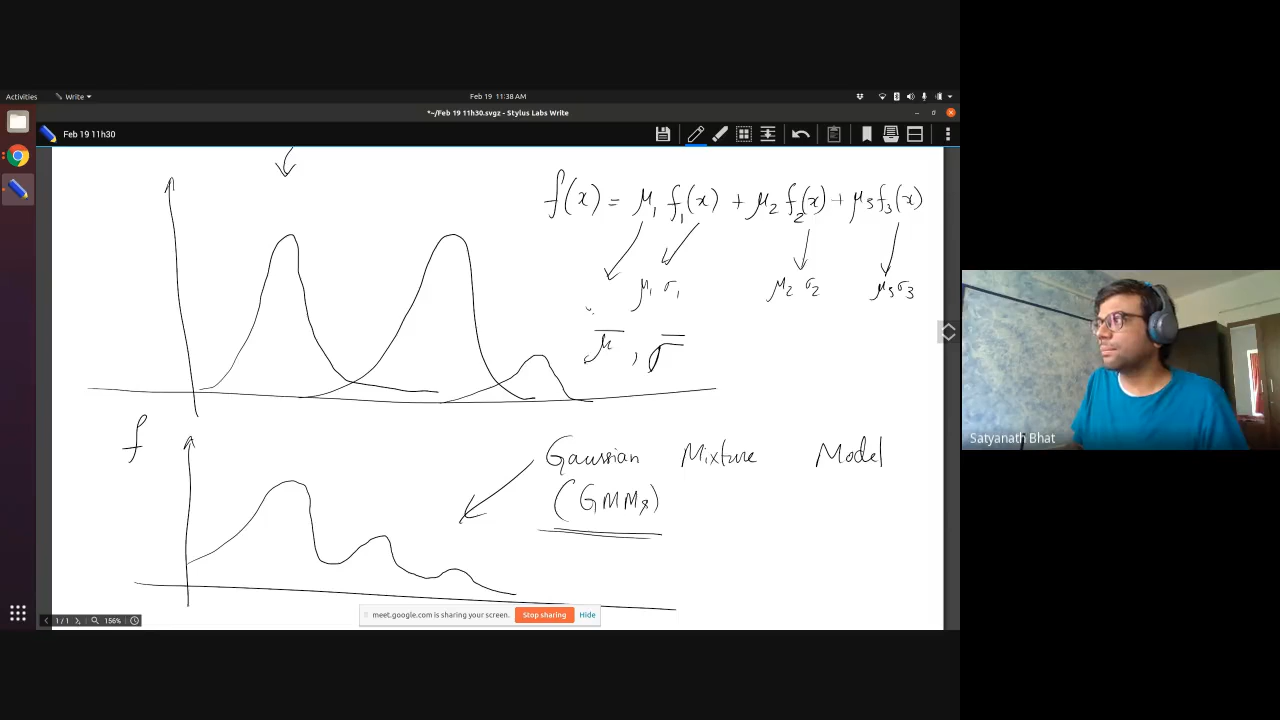 Activities Write Feb 19 11:38 AM
*~/Feb 19 11h30.svgz - Stylus Labs Write
Feb 19 11h30
f(x) = μ₁ f₁(x) + μ₂ f₂(x) + μ₃ f₃(x)
μ₁ σ₁ μ₂ σ₂ μ₃ σ₃
μ̅ , σ̅
f
Gaussian Mixture Model
(GMMs)
Satyanath Bhat
meet.google.com is sharing your screen. Stop sharing Hide
1 / 1 156%